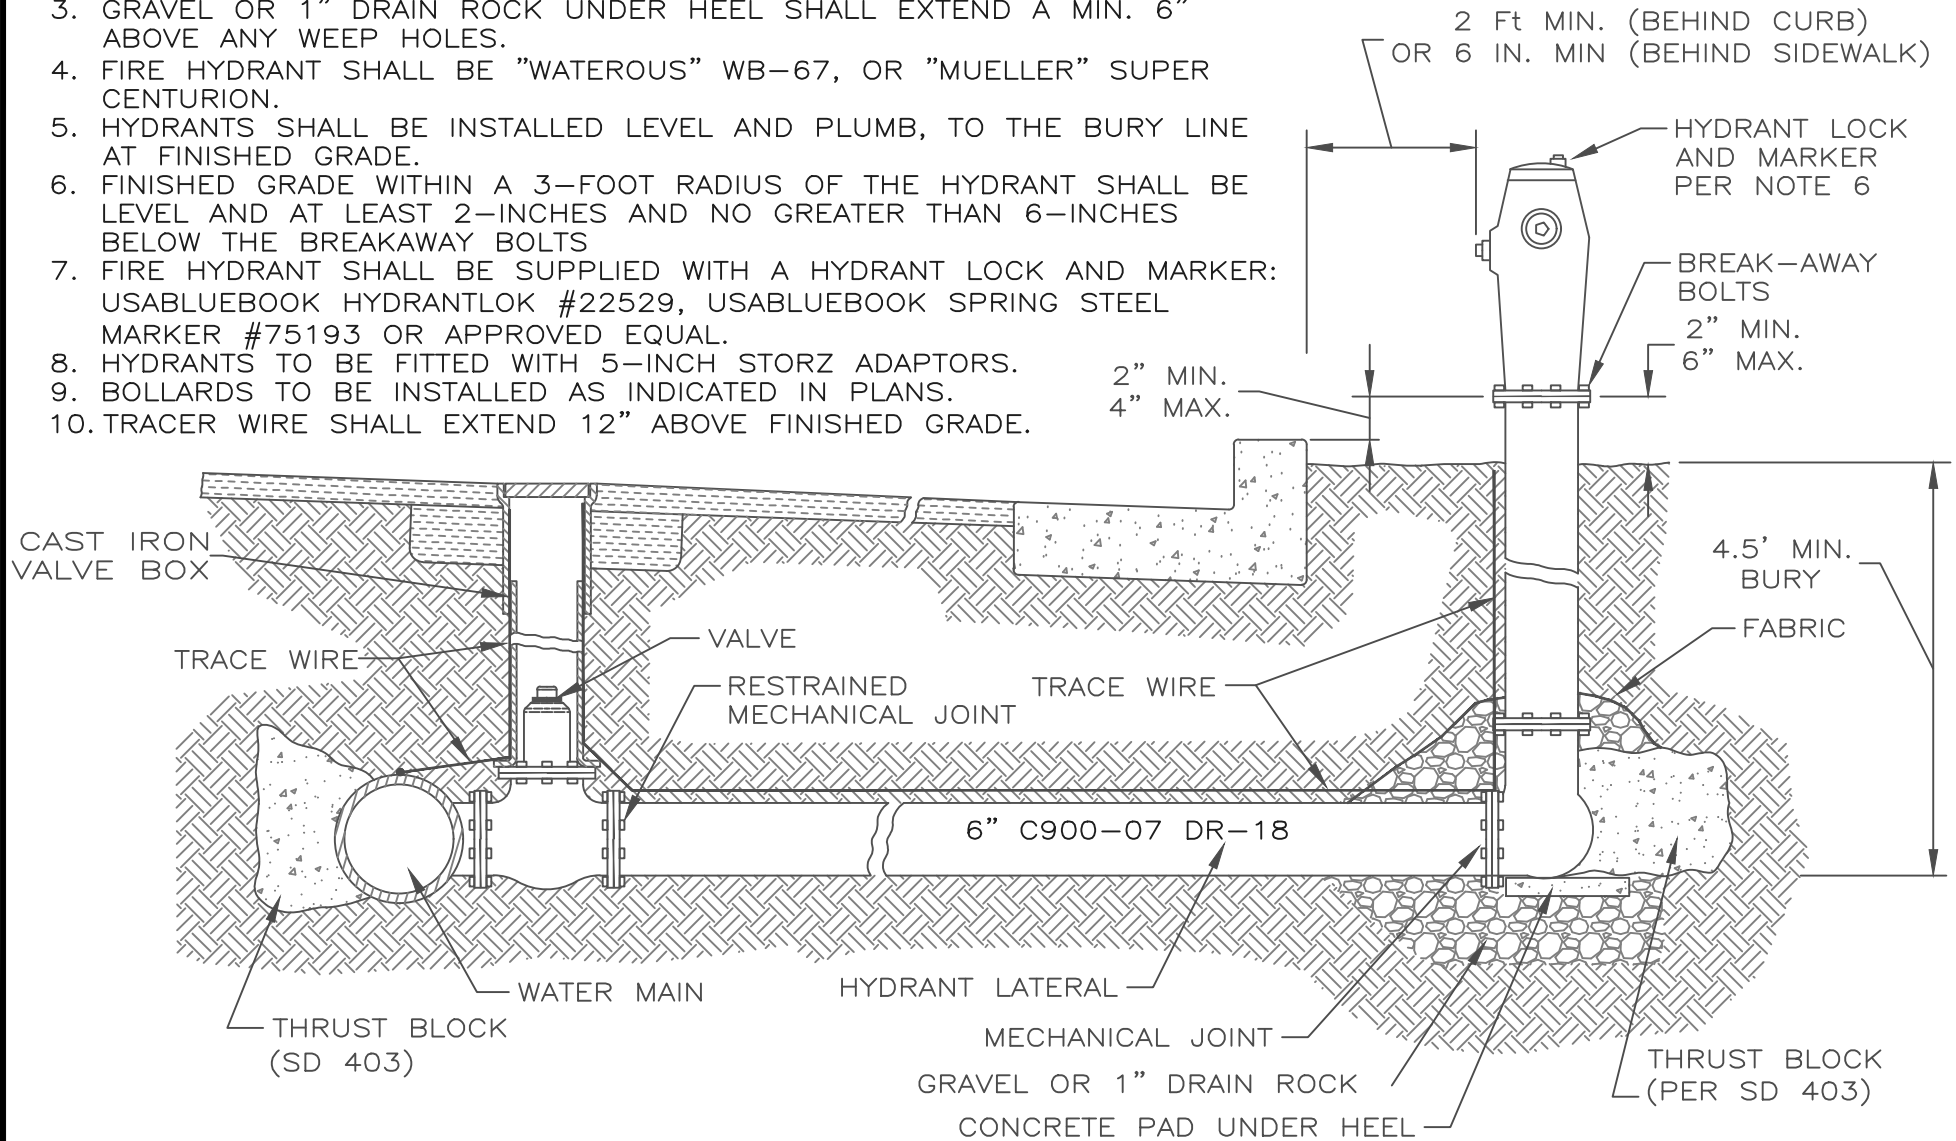 3. GRAVEL OR 1" DRAIN ROCK UNDER HEEL SHALL EXTEND A MIN. 6"
ABOVE ANY WEEP HOLES.
4. FIRE HYDRANT SHALL BE "WATEROUS" WB-67, OR "MUELLER" SUPER
CENTURION.
5. HYDRANTS SHALL BE INSTALLED LEVEL AND PLUMB, TO THE BURY LINE
AT FINISHED GRADE.
6. FINISHED GRADE WITHIN A 3-FOOT RADIUS OF THE HYDRANT SHALL BE
LEVEL AND AT LEAST 2-INCHES AND NO GREATER THAN 6-INCHES
BELOW THE BREAKAWAY BOLTS
7. FIRE HYDRANT SHALL BE SUPPLIED WITH A HYDRANT LOCK AND MARKER:
USABLUEBOOK HYDRANTLOK #22529, USABLUEBOOK SPRING STEEL
MARKER #75193 OR APPROVED EQUAL.
8. HYDRANTS TO BE FITTED WITH 5-INCH STORZ ADAPTORS.
9. BOLLARDS TO BE INSTALLED AS INDICATED IN PLANS.
10. TRACER WIRE SHALL EXTEND 12" ABOVE FINISHED GRADE.
2 Ft MIN. (BEHIND CURB)
OR 6 IN. MIN (BEHIND SIDEWALK)
HYDRANT LOCK
AND MARKER
PER NOTE 6
BREAK-AWAY
BOLTS
2" MIN.
6" MAX.
2" MIN.
4" MAX.
CAST IRON
VALVE BOX
4.5' MIN.
BURY
FABRIC
VALVE
TRACE WIRE
RESTRAINED
MECHANICAL JOINT
TRACE WIRE
6" C900-07 DR-18
WATER MAIN
HYDRANT LATERAL
THRUST BLOCK
(SD 403)
MECHANICAL JOINT
GRAVEL OR 1" DRAIN ROCK
CONCRETE PAD UNDER HEEL
THRUST BLOCK
(PER SD 403)